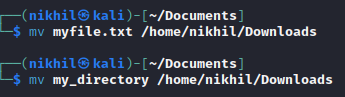 ┌──(nikhil㉿kali)-[~/Documents]
└─$ mv myfile.txt /home/nikhil/Downloads
┌──(nikhil㉿kali)-[~/Documents]
└─$ mv my_directory /home/nikhil/Downloads